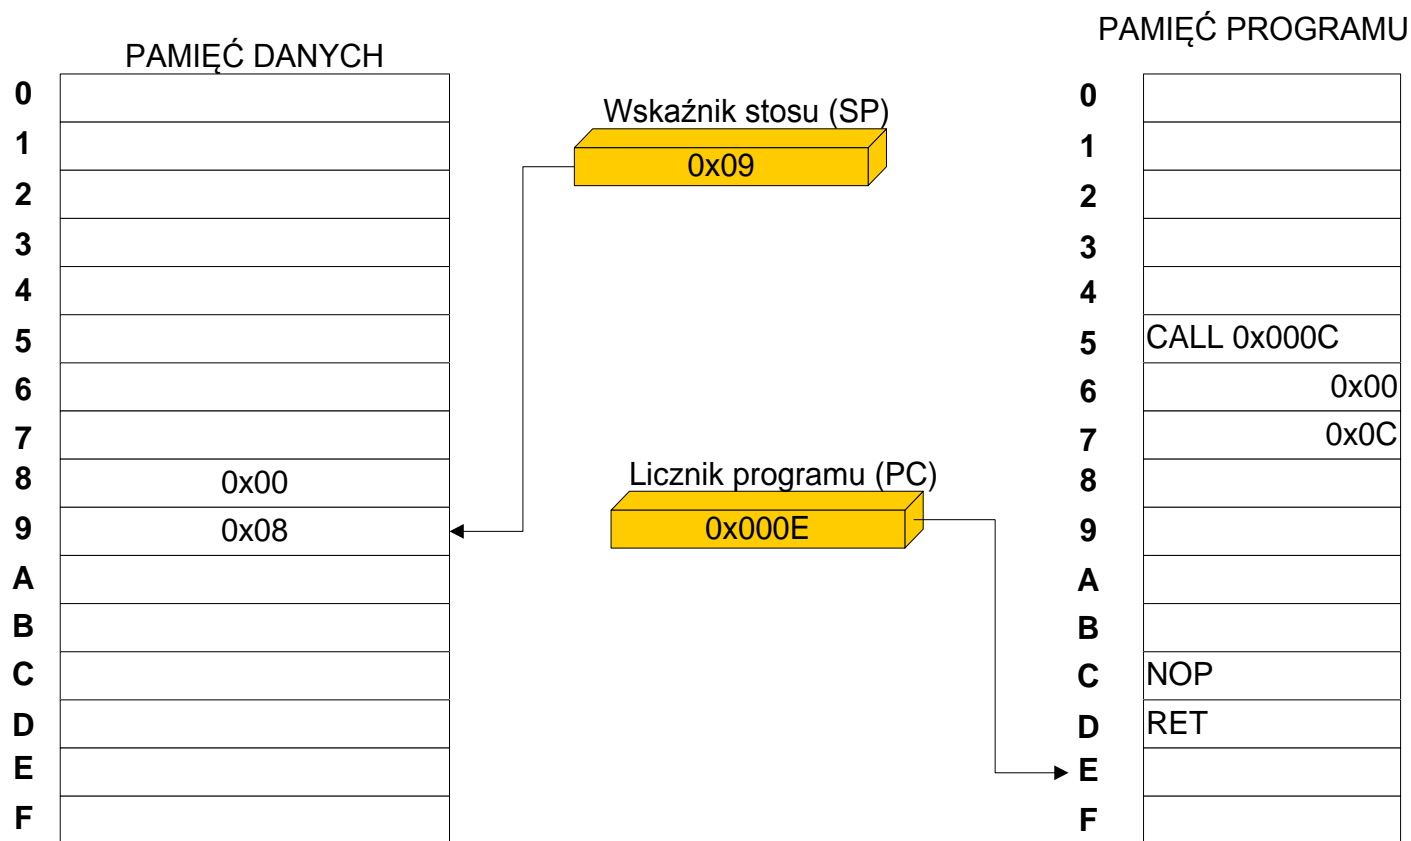 PAMIĘĆ DANYCH
0
1
2
3
4
5
6
7
8 0x00
9 0x08
A
B
C
D
E
F
Wskaźnik stosu (SP)
0x09
Licznik programu (PC)
0x000E
PAMIĘĆ PROGRAMU
0
1
2
3
4
5 CALL 0x000C
6 0x00
7 0x0C
8
9
A
B
C NOP
D RET
E
F